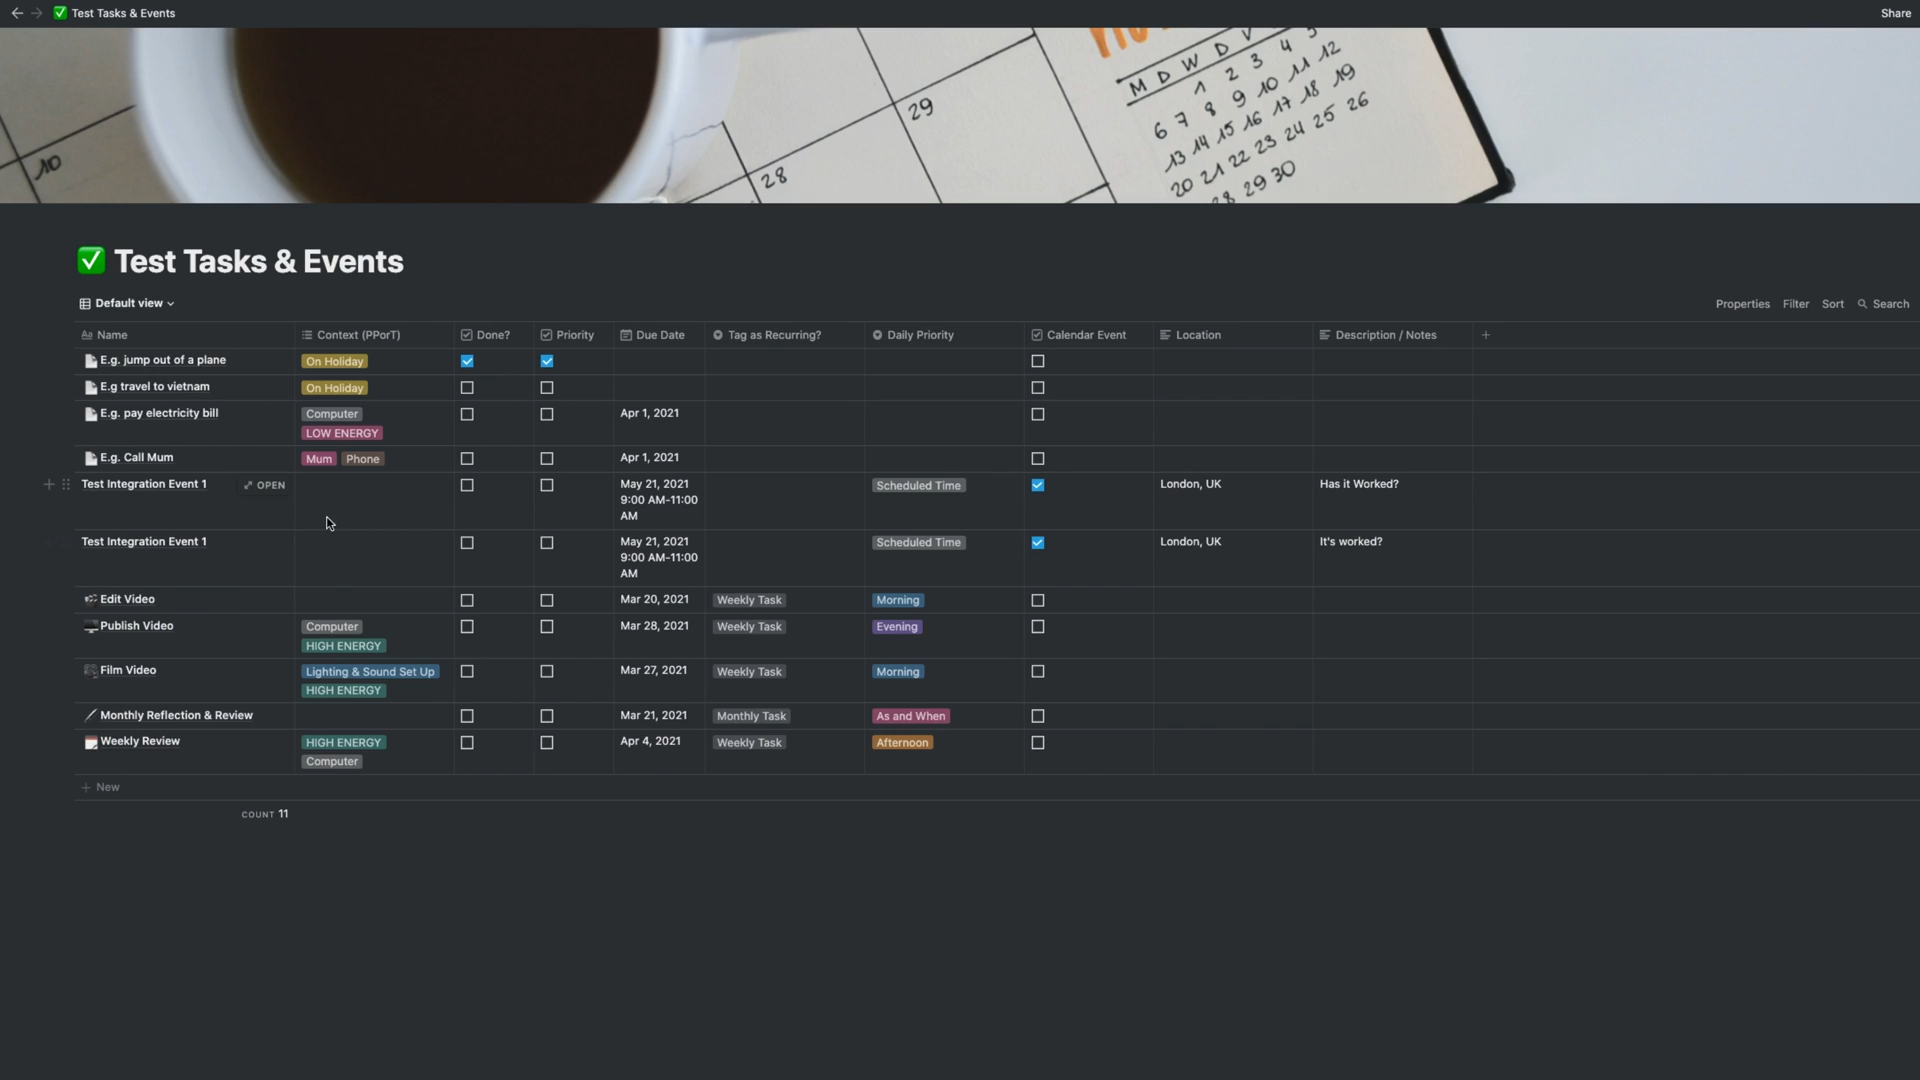 Test Tasks & Events
Share
10
28
29
M D W D V
1 2 3 4 5
6 7 8 9 10 11 12
13 14 15 16 17 18 19
20 21 22 23 24 25 26
28 29 30
Test Tasks & Events
Default view
Properties Filter Sort Search
Name Context (PPorT) Done? Priority Due Date Tag as Recurring? Daily Priority Calendar Event Location Description / Notes
E.g. jump out of a plane On Holiday
E.g travel to vietnam On Holiday
E.g. pay electricity bill Computer Apr 1, 2021
LOW ENERGY
E.g. Call Mum Mum Phone Apr 1, 2021
Test Integration Event 1 OPEN May 21, 2021 Scheduled Time London, UK Has it Worked?
9:00 AM-11:00
AM
Test Integration Event 1 May 21, 2021 Scheduled Time London, UK It's worked?
9:00 AM-11:00
AM
Edit Video Mar 20, 2021 Weekly Task Morning
Publish Video Computer Mar 28, 2021 Weekly Task Evening
HIGH ENERGY
Film Video Lighting & Sound Set Up Mar 27, 2021 Weekly Task Morning
HIGH ENERGY
Monthly Reflection & Review Mar 21, 2021 Monthly Task As and When
Weekly Review HIGH ENERGY Apr 4, 2021 Weekly Task Afternoon
Computer
New
COUNT 11